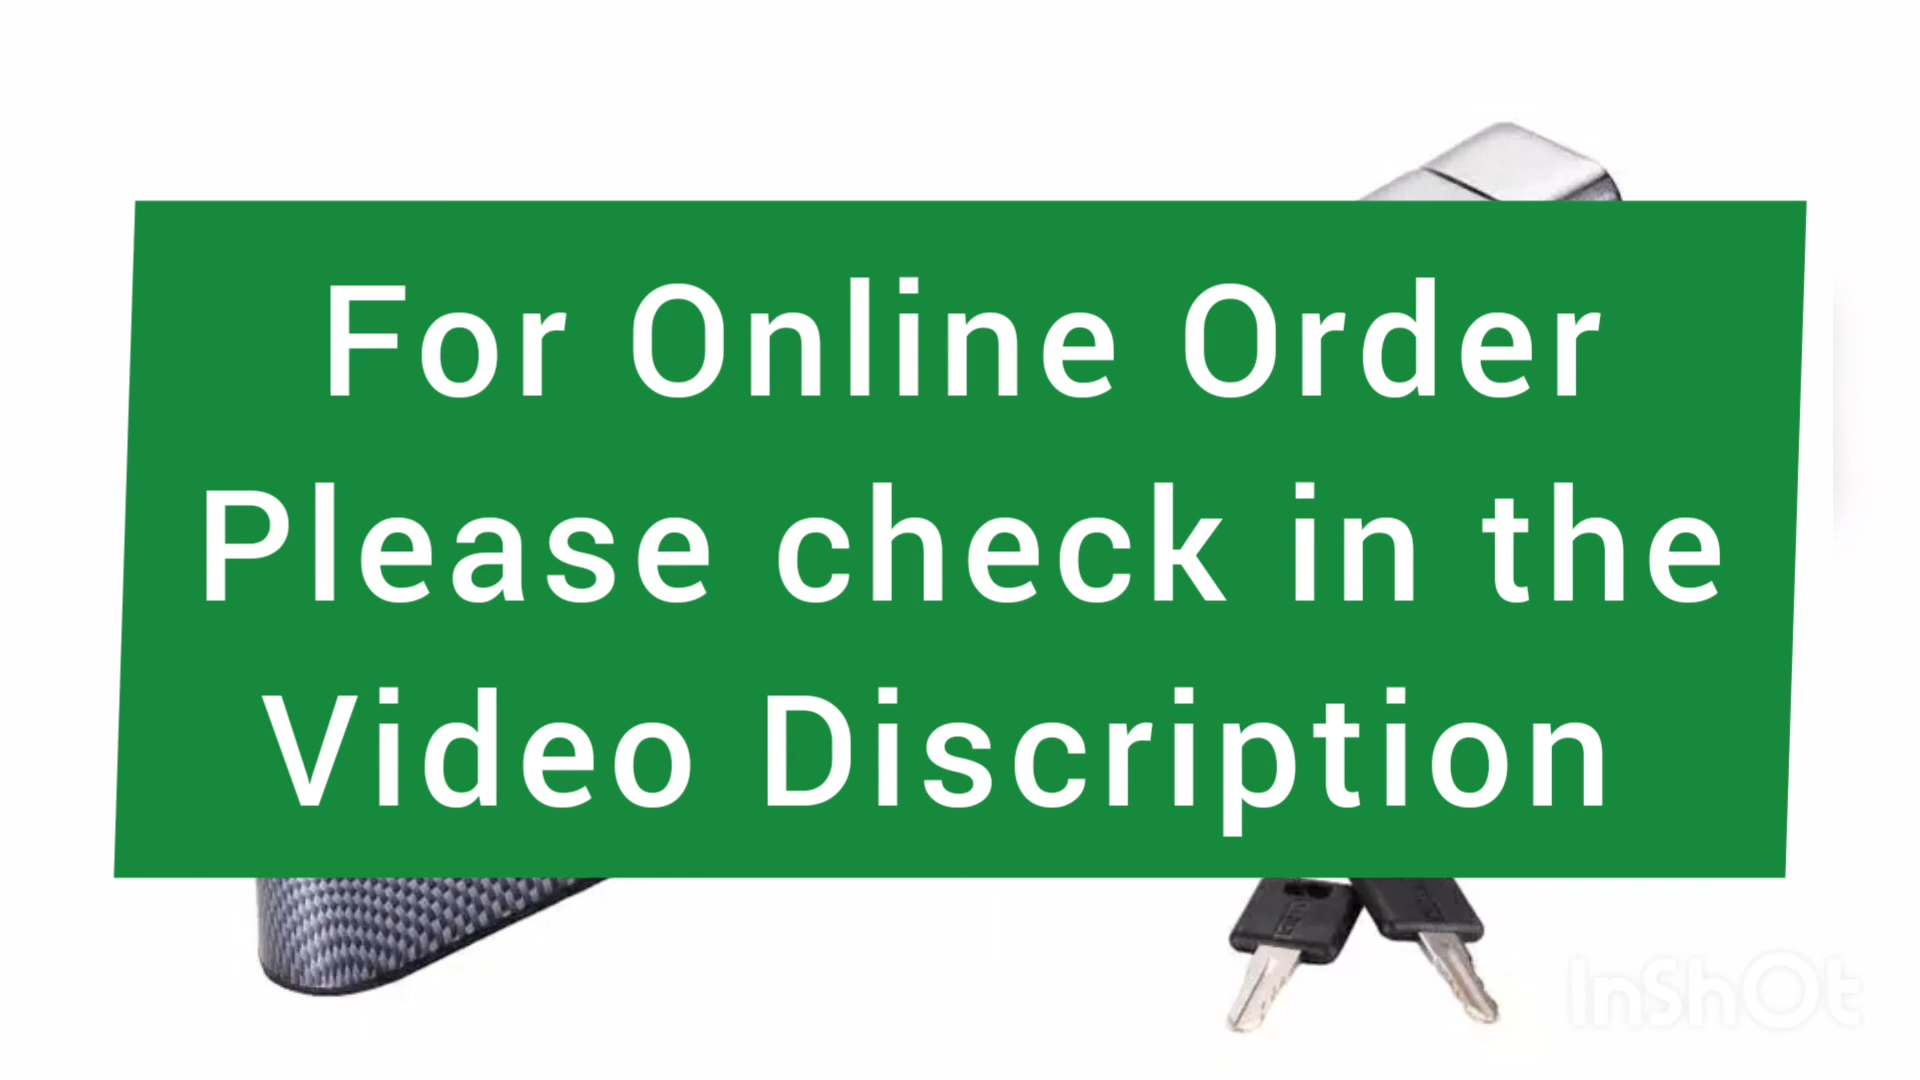 For Online Order
Please check in the
Video Discription
InShOt